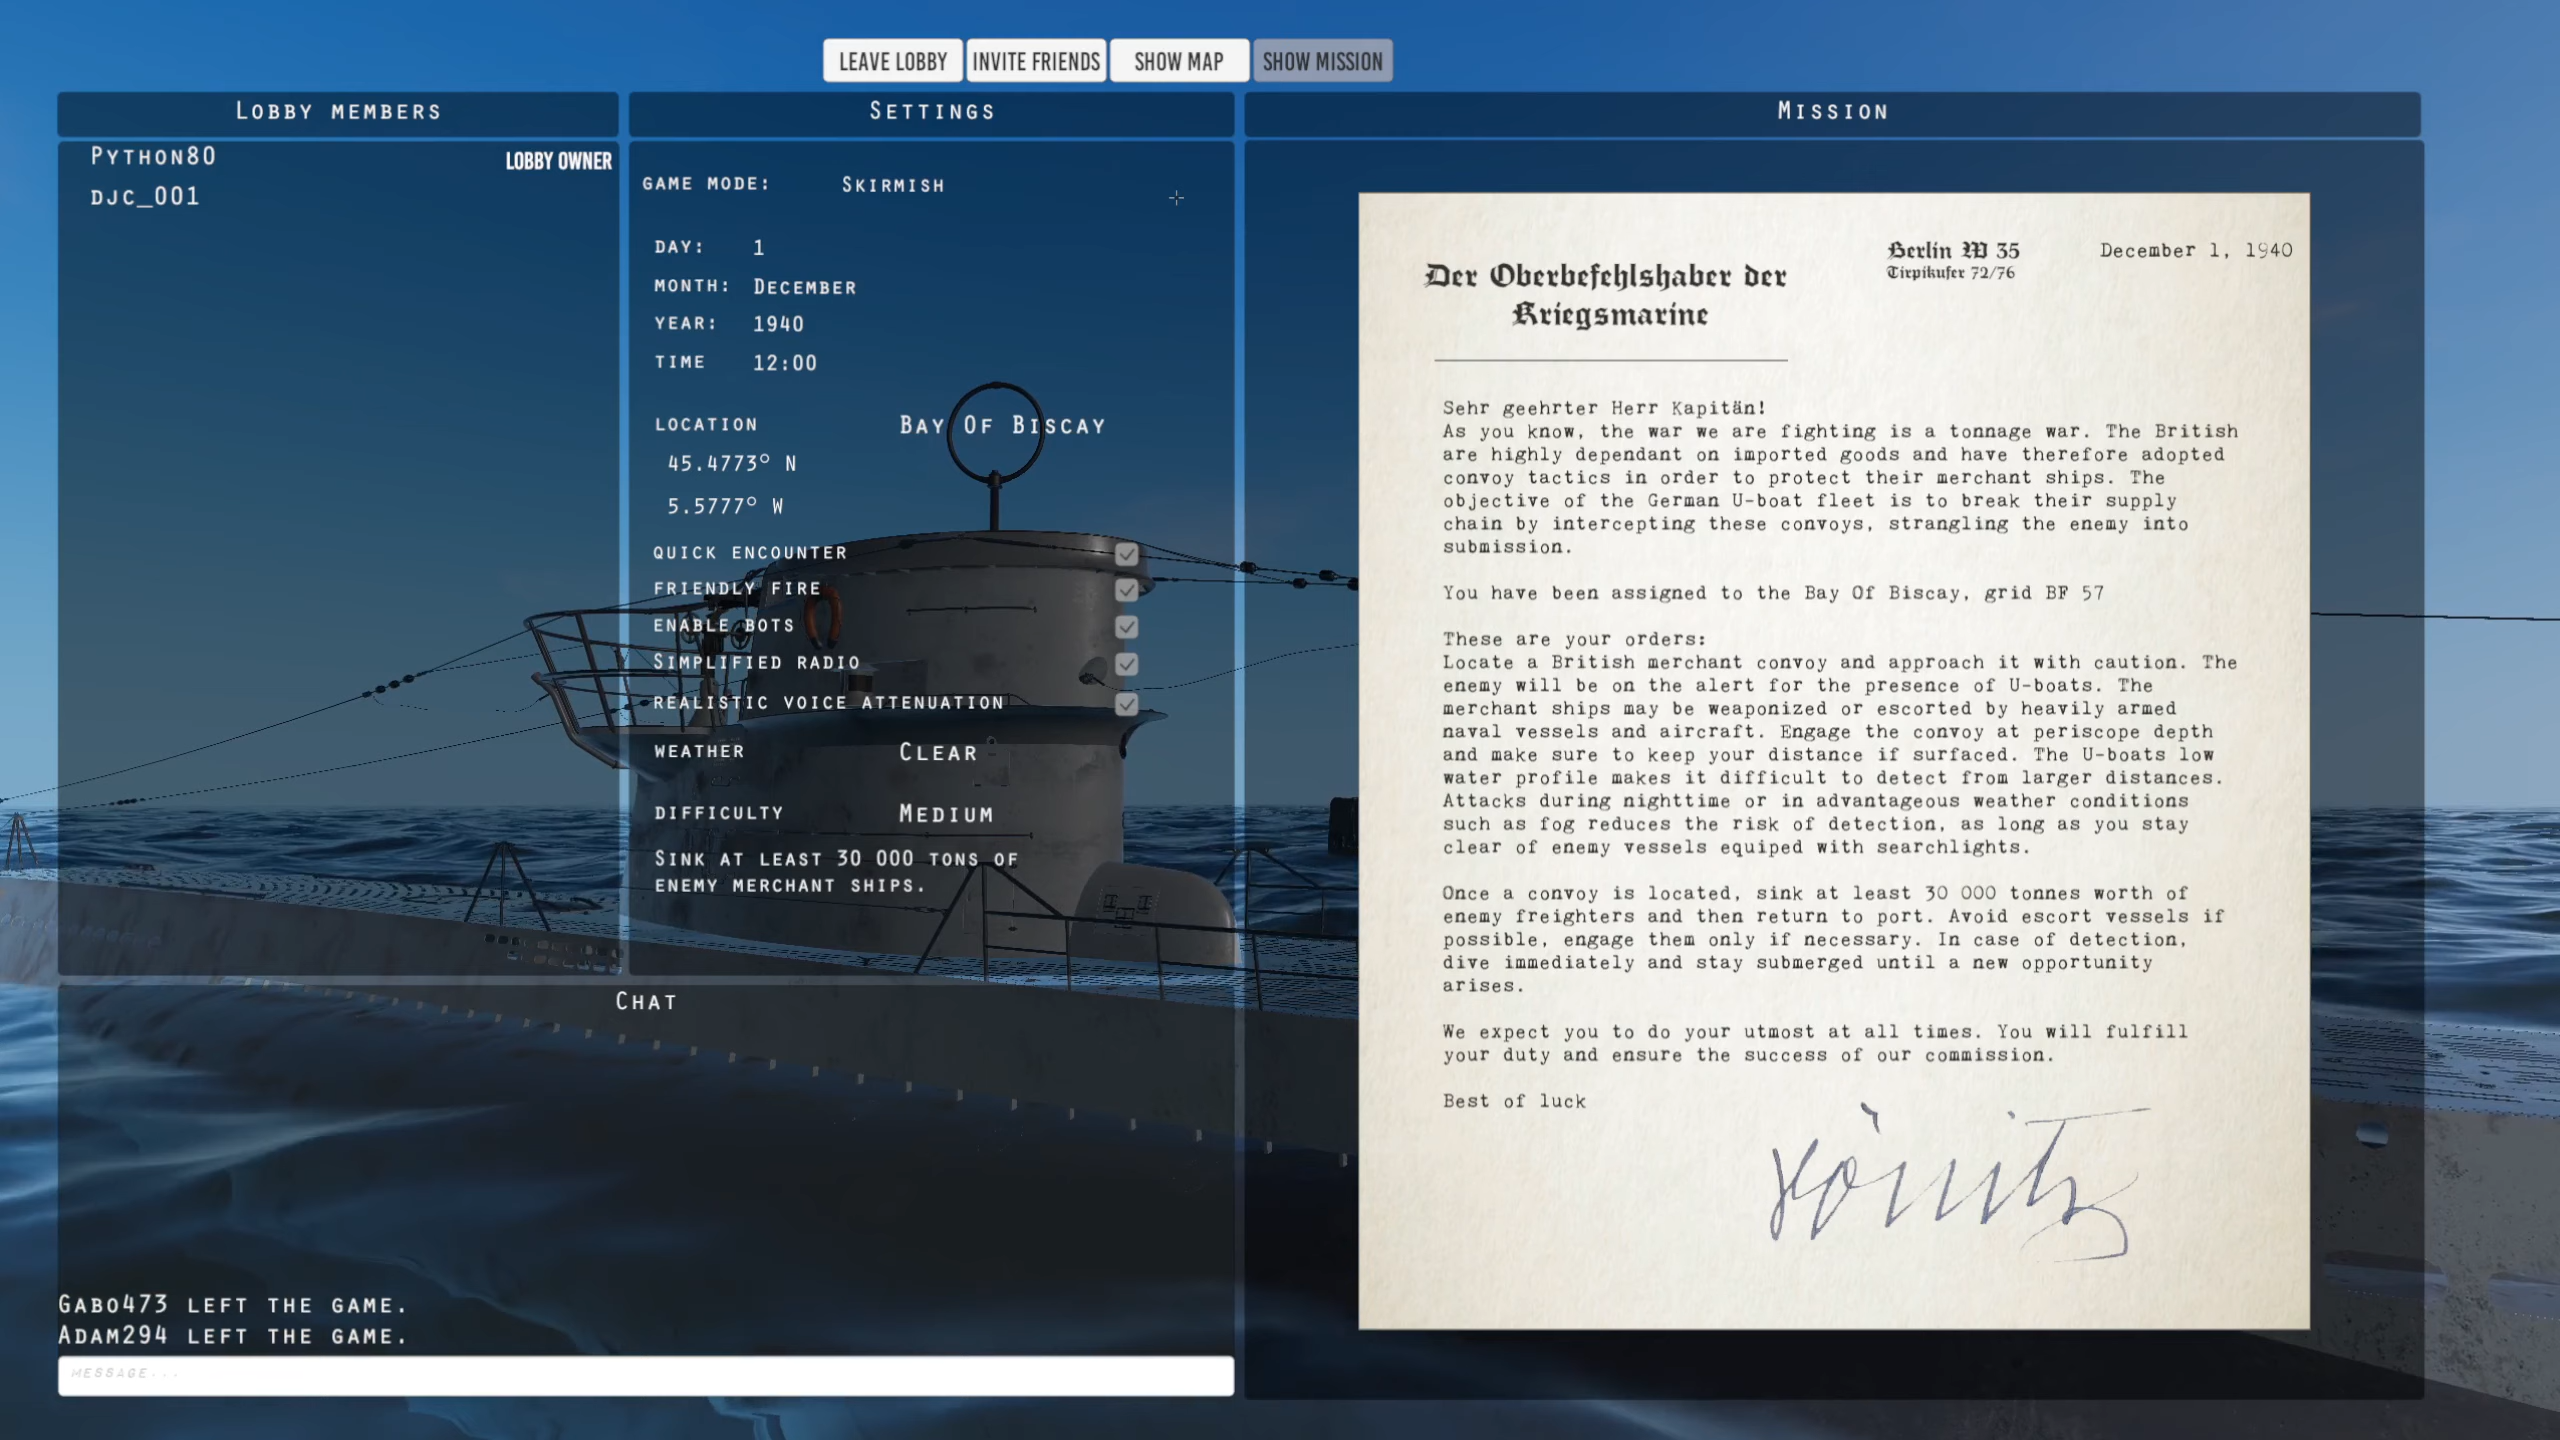 LEAVE LOBBY
INVITE FRIENDS
SHOW MAP
SHOW MISSION
LOBBY MEMBERS
PYTHON80
LOBBY OWNER
DJC_001
SETTINGS
GAME MODE: SKIRMISH
DAY: 1
MONTH: DECEMBER
YEAR: 1940
TIME 12:00
LOCATION BAY OF BISCAY
45.4773° N
5.5777° W
QUICK ENCOUNTER
FRIENDLY FIRE
ENABLE BOTS
SIMPLIFIED RADIO
REALISTIC VOICE ATTENUATION
WEATHER CLEAR
DIFFICULTY MEDIUM
SINK AT LEAST 30 000 TONS OF
ENEMY MERCHANT SHIPS.
MISSION
Der Oberbefehlshaber der
Kriegsmarine
Berlin W 35
Tirpitzufer 72/76
December 1, 1940
Sehr geehrter Herr Kapitän!
As you know, the war we are fighting is a tonnage war. The British
are highly dependant on imported goods and have therefore adopted
convoy tactics in order to protect their merchant ships. The
objective of the German U-boat fleet is to break their supply
chain by intercepting these convoys, strangling the enemy into
submission.
You have been assigned to the Bay Of Biscay, grid BF 57
These are your orders:
Locate a British merchant convoy and approach it with caution. The
enemy will be on the alert for the presence of U-boats. The
merchant ships may be weaponized or escorted by heavily armed
naval vessels and aircraft. Engage the convoy at periscope depth
and make sure to keep your distance if surfaced. The U-boats low
water profile makes it difficult to detect from larger distances.
Attacks during nighttime or in advantageous weather conditions
such as fog reduces the risk of detection, as long as you stay
clear of enemy vessels equiped with searchlights.
Once a convoy is located, sink at least 30 000 tonnes worth of
enemy freighters and then return to port. Avoid escort vessels if
possible, engage them only if necessary. In case of detection,
dive immediately and stay submerged until a new opportunity
arises.
We expect you to do your utmost at all times. You will fulfill
your duty and ensure the success of our commission.
Best of luck
Dönitz
CHAT
GABO473 LEFT THE GAME.
ADAM294 LEFT THE GAME.
MESSAGE...